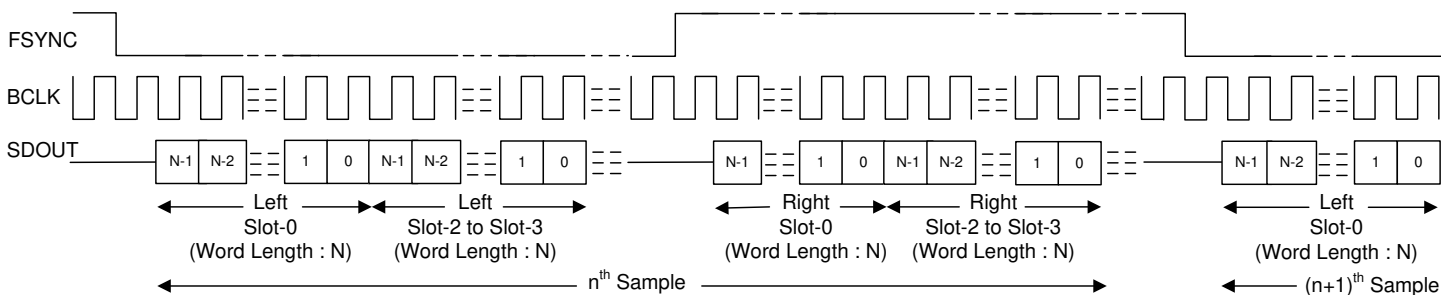 FSYNC
BCLK
SDOUT
N-1 N-2 1 0 N-1 N-2 1 0 N-1 1 0 N-1 N-2 1 0 N-1 N-2 1 0
Left Left Right Right Left
Slot-0 Slot-2 to Slot-3 Slot-0 Slot-2 to Slot-3 Slot-0
(Word Length : N) (Word Length : N) (Word Length : N) (Word Length : N) (Word Length : N)
nth Sample (n+1)th Sample